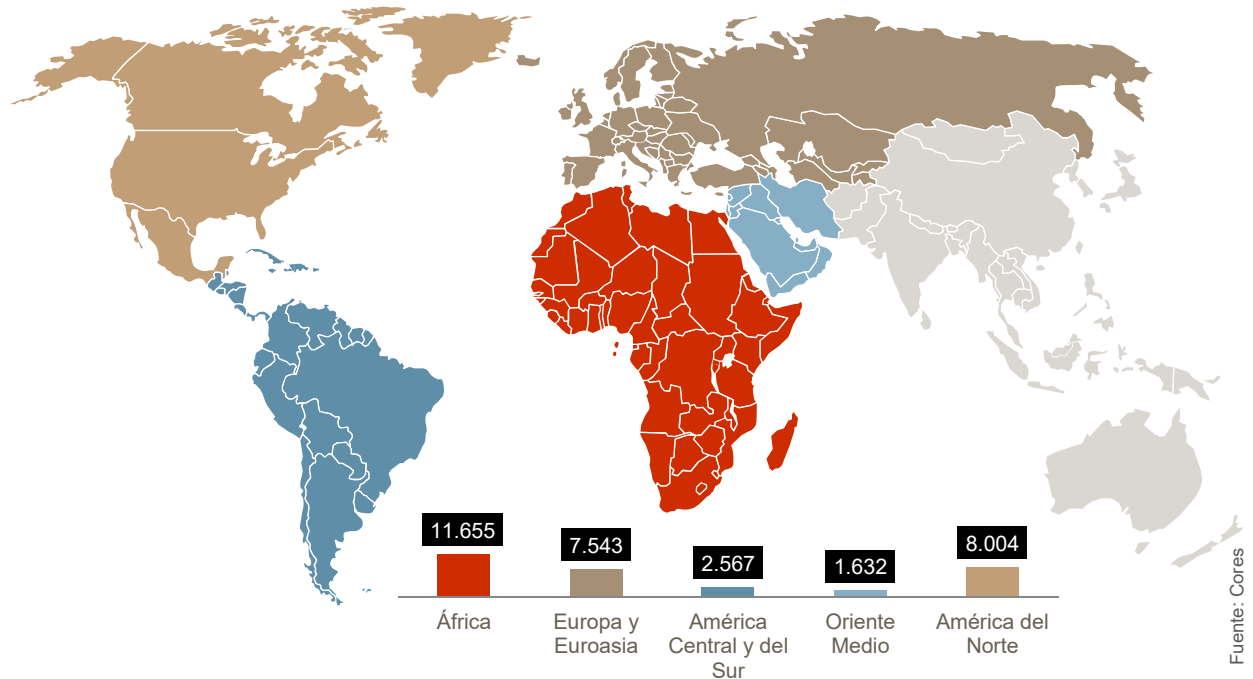 11.655
7.543
2.567
1.632
8.004
África
Europa y
Euroasia
América
Central y del
Sur
Oriente
Medio
América del
Norte
Fuente: Cores